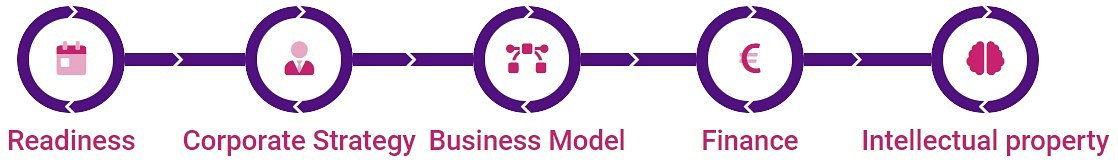 Readiness
Corporate Strategy
Business Model
Finance
Intellectual property